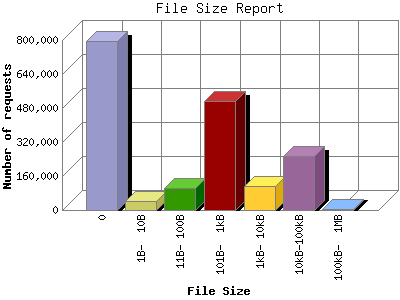 File Size Report
Number of requests
800,000
640,000
480,000
320,000
160,000
0
0
1B- 10B
11B- 100B
101B- 1kB
1kB- 10kB
10kB-100kB
100kB- 1MB
File Size